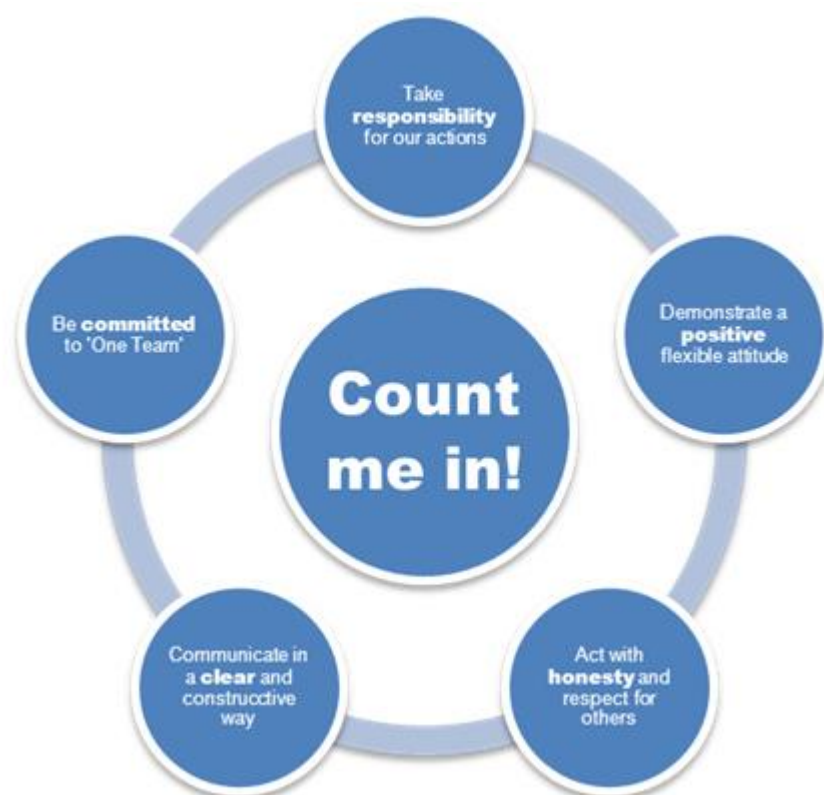 Take
responsibility
for our actions
Be committed
to 'One Team'
Demonstrate a
positive
flexible attitude
Count
me in!
Communicate in
a clear and
construcctive
way
Act with
honesty and
respect for
others